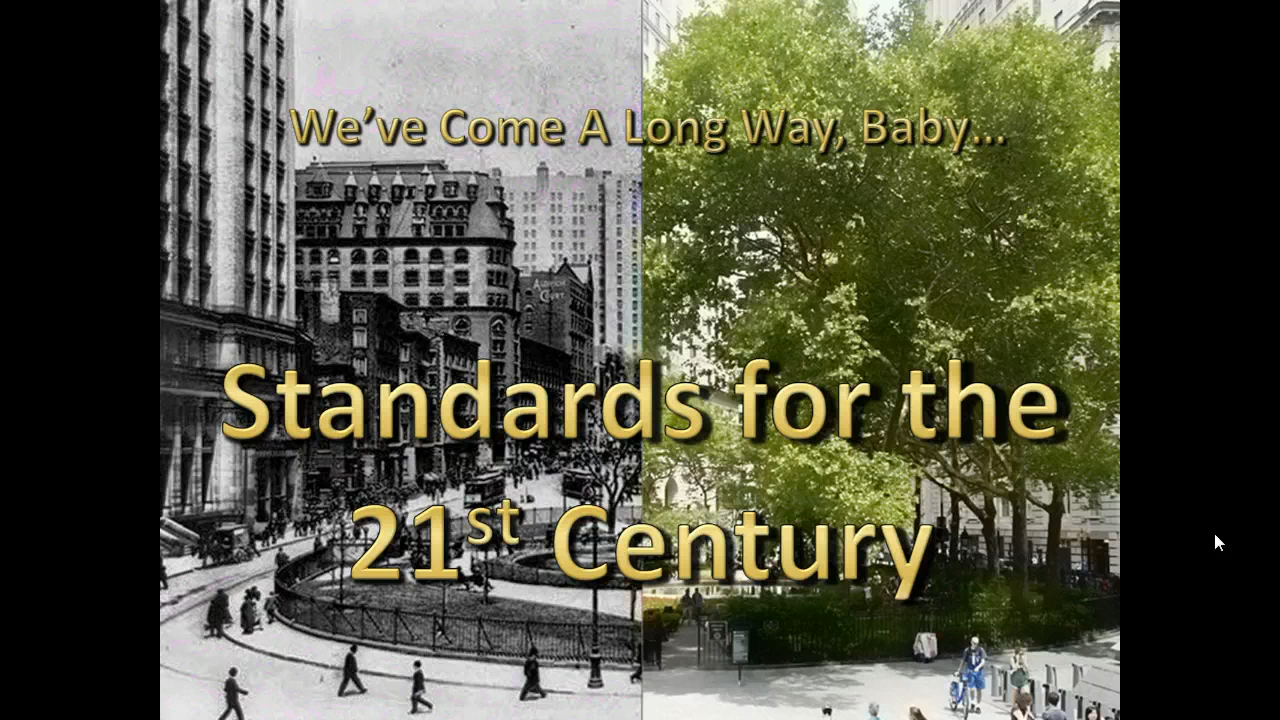 We’ve Come A Long Way, Baby…
Standards for the
21st Century